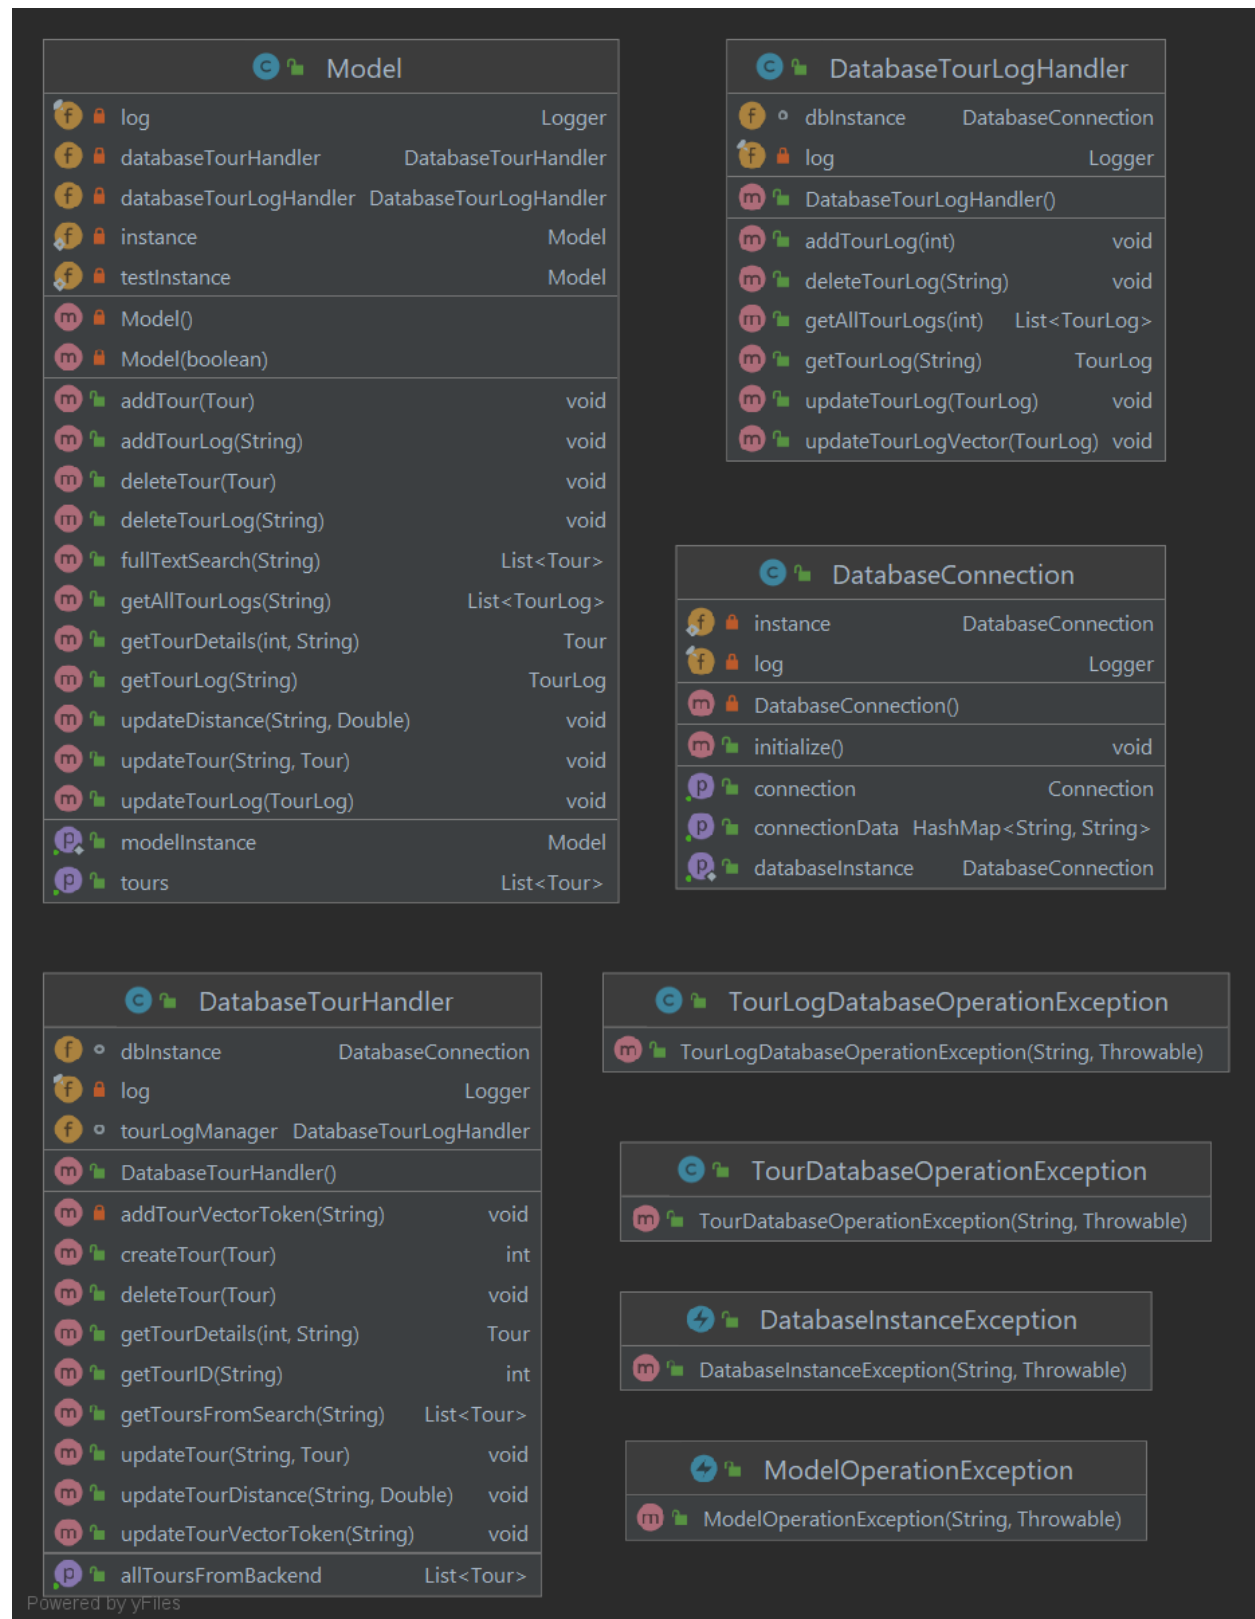 Model
log Logger
databaseTourHandler DatabaseTourHandler
databaseTourLogHandler DatabaseTourLogHandler
instance Model
testInstance Model
Model()
Model(boolean)
addTour(Tour) void
addTourLog(String) void
deleteTour(Tour) void
deleteTourLog(String) void
fullTextSearch(String) List<Tour>
getAllTourLogs(String) List<TourLog>
getTourDetails(int, String) Tour
getTourLog(String) TourLog
updateDistance(String, Double) void
updateTour(String, Tour) void
updateTourLog(TourLog) void
modelInstance Model
tours List<Tour>
DatabaseTourLogHandler
dbInstance DatabaseConnection
log Logger
DatabaseTourLogHandler()
addTourLog(int) void
deleteTourLog(String) void
getAllTourLogs(int) List<TourLog>
getTourLog(String) TourLog
updateTourLog(TourLog) void
updateTourLogVector(TourLog) void
DatabaseConnection
instance DatabaseConnection
log Logger
DatabaseConnection()
initialize() void
connection Connection
connectionData HashMap<String, String>
databaseInstance DatabaseConnection
DatabaseTourHandler
dbInstance DatabaseConnection
log Logger
tourLogManager DatabaseTourLogHandler
DatabaseTourHandler()
addTourVectorToken(String) void
createTour(Tour) int
deleteTour(Tour) void
getTourDetails(int, String) Tour
getTourID(String) int
getToursFromSearch(String) List<Tour>
updateTour(String, Tour) void
updateTourDistance(String, Double) void
updateTourVectorToken(String) void
allToursFromBackend List<Tour>
TourLogDatabaseOperationException
TourLogDatabaseOperationException(String, Throwable)
TourDatabaseOperationException
TourDatabaseOperationException(String, Throwable)
DatabaseInstanceException
DatabaseInstanceException(String, Throwable)
ModelOperationException
ModelOperationException(String, Throwable)
Powered by yFiles